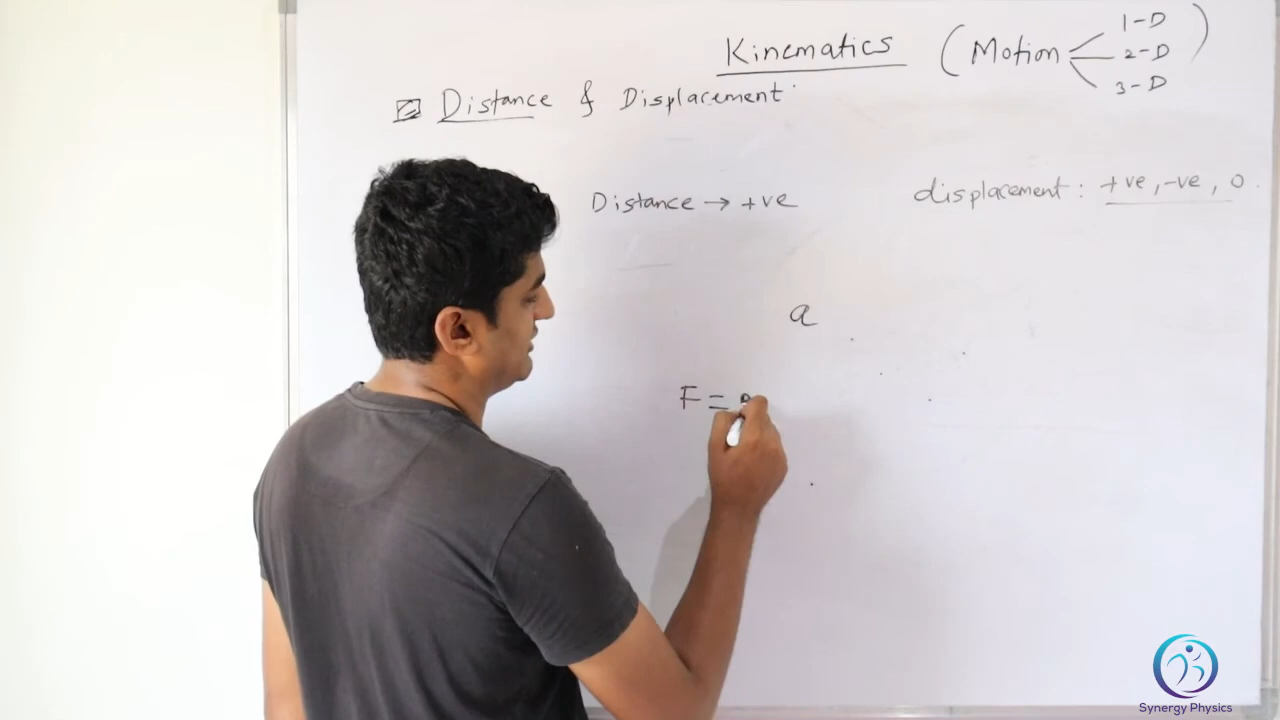 Kinematics (Motion 1-D
2-D
3-D)
Distance & Displacement
Distance → +ve
displacement : +ve, -ve, 0.
a
F =
Synergy Physics